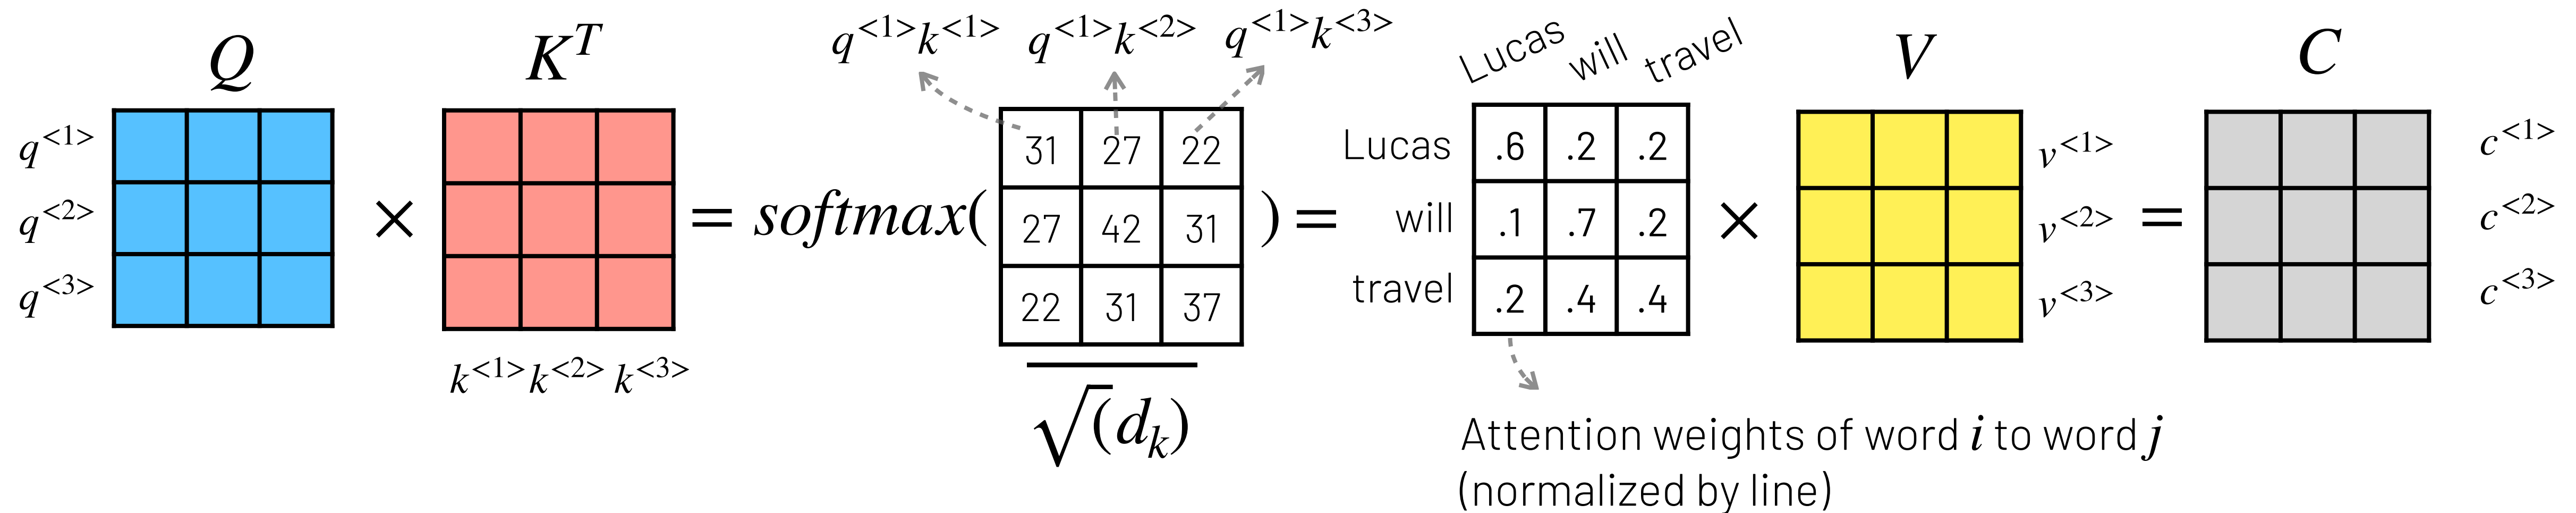 Q
K^T
q^{<1>}k^{<1>} q^{<1>}k^{<2>} q^{<1>}k^{<3>}
Lucas will travel
V
C
q^{<1>}
q^{<2>}
q^{<3>}
×
k^{<1>} k^{<2>} k^{<3>}
= softmax(
31 27 22
27 42 31
22 31 37
√(d_k)
) =
Lucas .6 .2 .2
will .1 .7 .2
travel .2 .4 .4
×
v^{<1>}
v^{<2>}
v^{<3>}
=
c^{<1>}
c^{<2>}
c^{<3>}
Attention weights of word i to word j
(normalized by line)